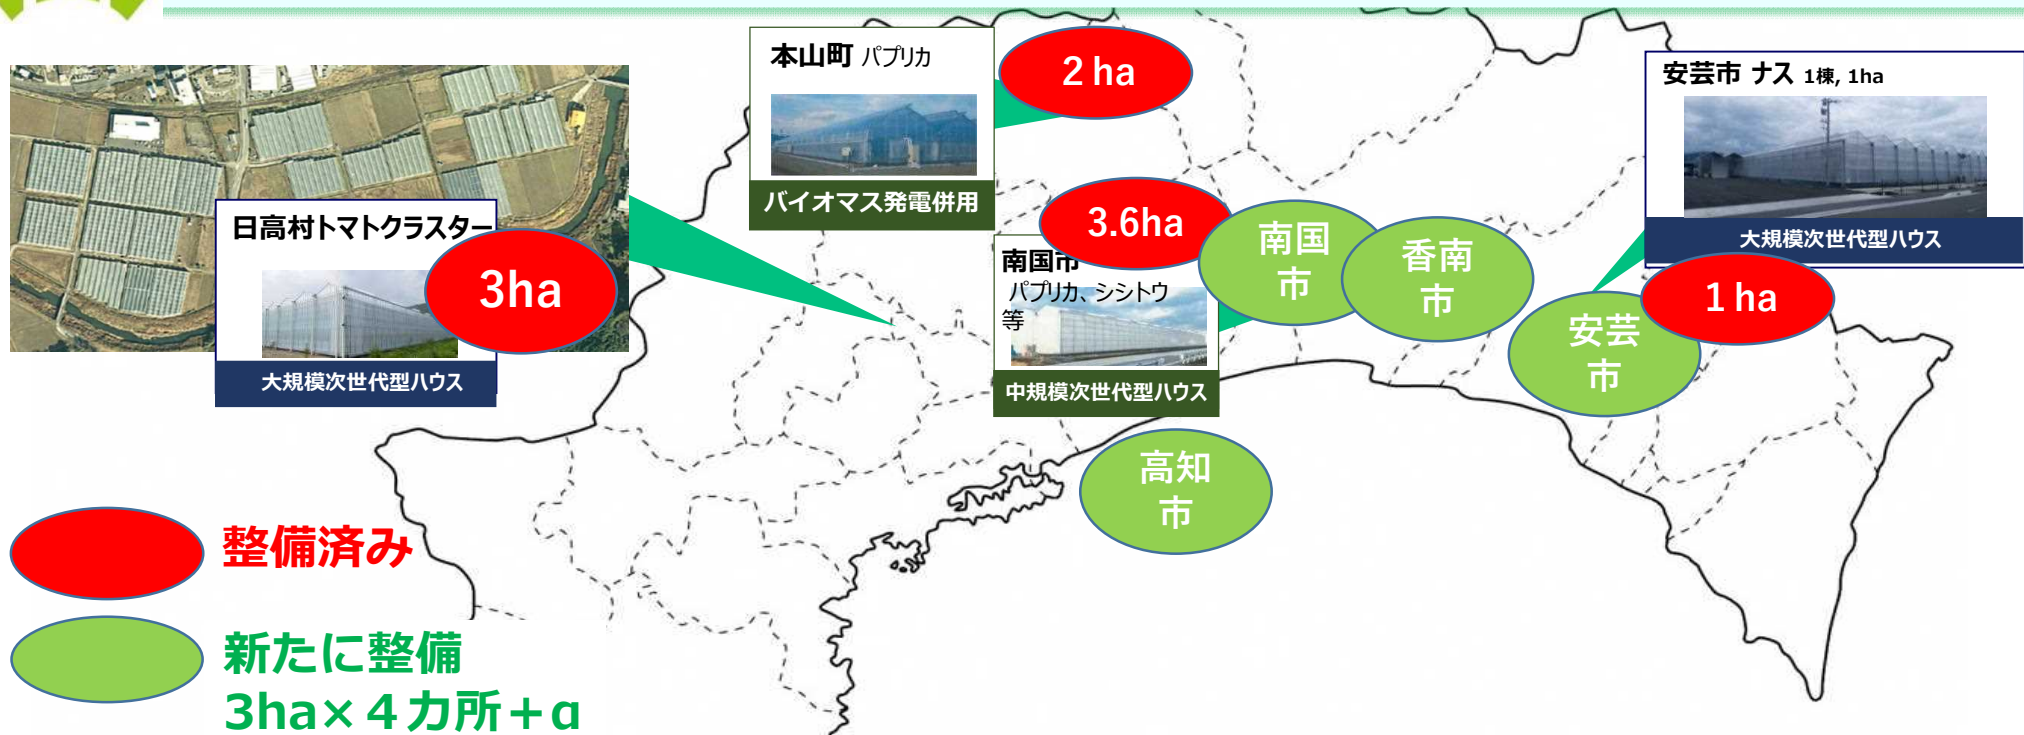 本山町 パプリカ
2 ha
バイオマス発電併用
安芸市 ナス 1棟, 1ha
大規模次世代型ハウス
1 ha
日高村トマトクラスター
3ha
大規模次世代型ハウス
3.6ha
南国市
パプリカ、シシトウ
等
中規模次世代型ハウス
南国
市
香南
市
安芸
市
高知
市
整備済み
新たに整備
3ha×４カ所＋α